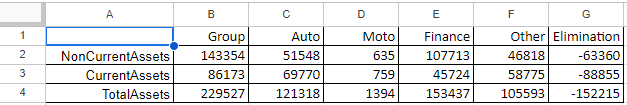 A B C D E F G
1 Group Auto Moto Finance Other Elimination
2 NonCurrentAssets 143354 51548 635 107713 46818 -63360
3 CurrentAssets 86173 69770 759 45724 58775 -88855
4 TotalAssets 229527 121318 1394 153437 105593 -152215